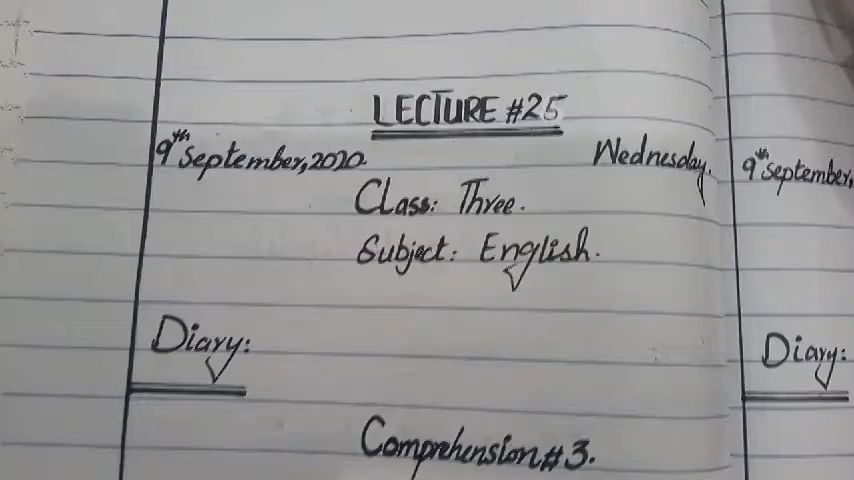 LECTURE #25
9th September, 2020. Wednesday.
Class: Three.
Subject: English.
Diary:
Comprehension #3.
9th September,
Diary: